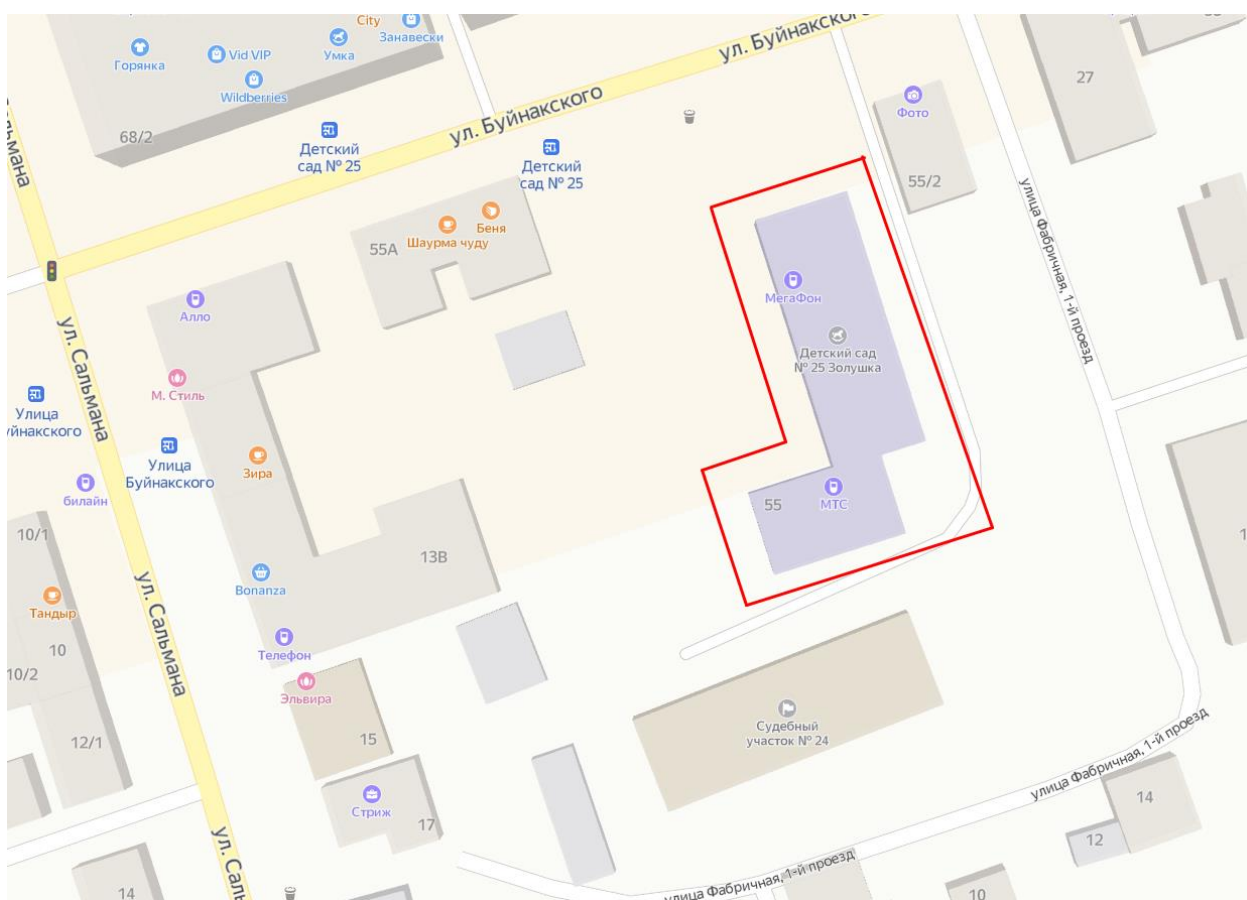 City
Занавески
Горянка
Vid VIP
Умка
Wildberries
68/2
ул. Буйнакского
ул. Буйнакского
27
Фото
55/2
Детский
сад № 25
Детский
сад № 25
55А
Шаурма чуду
Беня
улица Фабричная, 1-й проезд
МегаФон
Алло
Детский сад
№ 25 Золушка
ул. Сальмана
М. Стиль
Улица
Улица
Буйнакского
Зира
билайн
55
МТС
10/1
13В
Bonanza
Тандыр
ул. Сальмана
Телефон
10
10/2
Эльвира
Судебный
участок № 24
15
12/1
улица Фабричная, 1-й проезд
Стриж
17
14
12
улица Фабричная, 1-й проезд
14
10